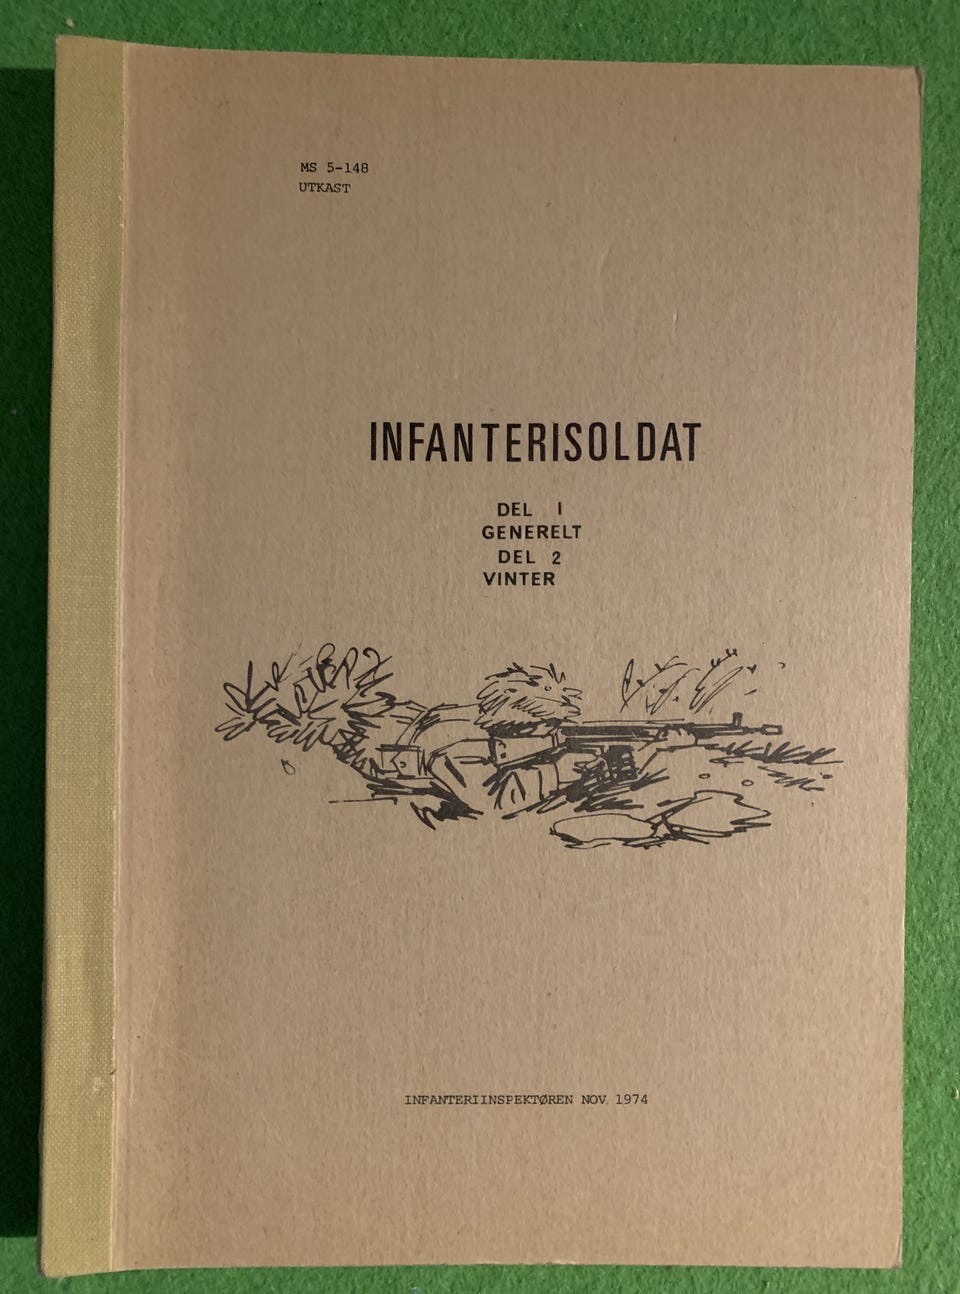 MS 5-148
UTKAST
INFANTERISOLDAT
DEL 1
GENERELT
DEL 2
VINTER
INFANTERIINSPEKTØREN NOV. 1974